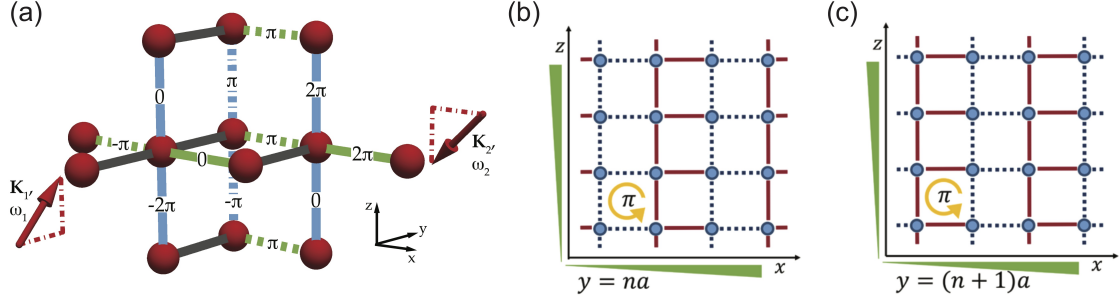 (a)
π
0
π
2π
-π
0
π
2π
K1′
ω1
-2π
-π
0
π
K2′
ω2
z
y
x
(b)
z
π
x
y = na
(c)
z
π
x
y = (n + 1)a